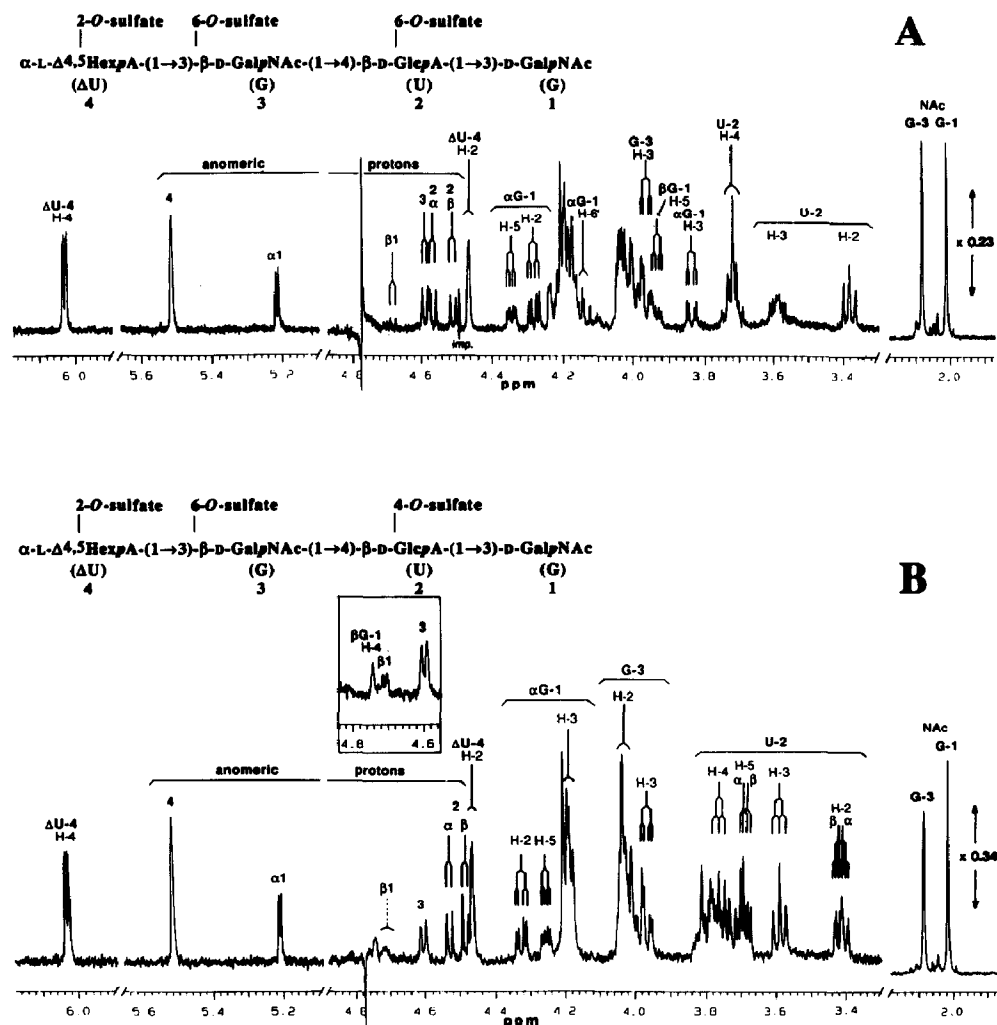 2-O-sulfate 6-O-sulfate 6-O-sulfate
A
α-L-Δ4,5HexpA-(1→3)-β-D-GalpNAc-(1→4)-β-D-GlcpA-(1→3)-D-GalpNAc
(ΔU) (G) (U) (G)
4 3 2 1
NAc
G-3 G-1
ΔU-4
H-2
G-3
H-3
U-2
H-4
anomeric protons
ΔU-4
H-4
4
α1
β1
3 2 2
α β
αG-1
H-5 H-2
αG-1
H-6'
βG-1
H-5
αG-1
H-3
U-2
H-3 H-2
x 0.23
imp.
6.0 5.6 5.4 5.2 4.8 4.6 4.4 4.2 4.0 3.8 3.6 3.4 2.0
ppm
2-O-sulfate 6-O-sulfate 4-O-sulfate
α-L-Δ4,5HexpA-(1→3)-β-D-GalpNAc-(1→4)-β-D-GlcpA-(1→3)-D-GalpNAc
(ΔU) (G) (U) (G)
4 3 2 1
B
βG-1
H-4
β1
3
4.8 4.6
anomeric protons
ΔU-4
H-4
4
α1
β1
3
2
α β
ΔU-4
H-2
αG-1
H-2 H-5 H-3
G-3
H-2
H-3
U-2
H-4 H-5 H-3 H-2
α β β α
NAc
G-3 G-1
x 0.34
6.0 5.6 5.4 5.2 4.8 4.6 4.4 4.2 4.0 3.8 3.6 3.4 2.0
ppm